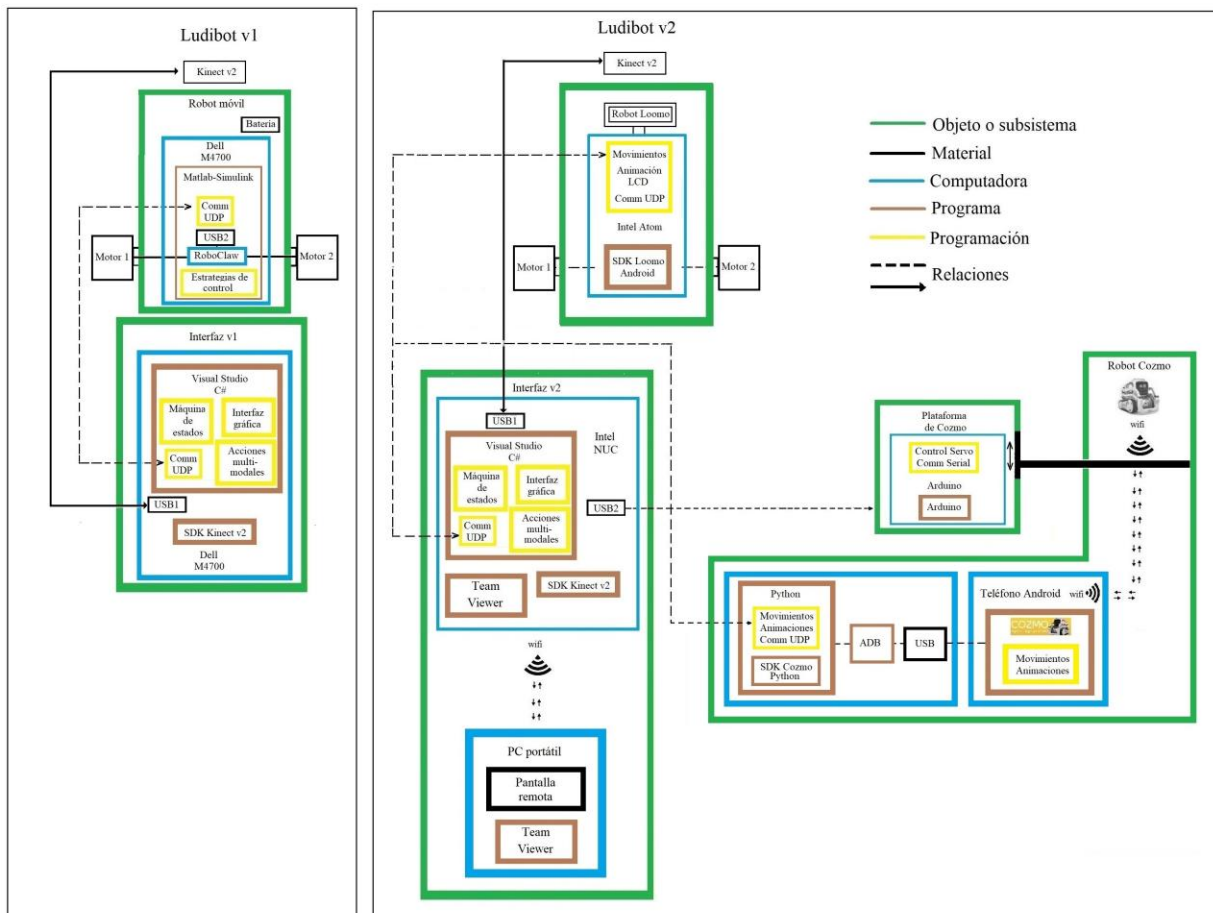 Ludibot v1
Kinect v2
Robot móvil
Batería
Dell
M4700
Matlab-Simulink
Comm
UDP
USB2
Motor 1
RoboClaw
Motor 2
Estrategias de
control
Interfaz v1
Visual Studio
C#
Máquina
de
estados
Interfaz
gráfica
Comm
UDP
Acciones
multi-
modales
USB1
SDK Kinect v2
Dell
M4700
Ludibot v2
Kinect v2
Robot Loomo
Movimientos
Animación
LCD
Comm UDP
Intel Atom
Motor 1
SDK Loomo
Android
Motor 2
Objeto o subsistema
Material
Computadora
Programa
Programación
Relaciones
Interfaz v2
USB1
Intel
NUC
Visual Studio
C#
Máquina
de
estados
Interfaz
gráfica
Comm
UDP
Acciones
multi-
modales
USB2
Team
Viewer
SDK Kinect v2
wifi
PC portátil
Pantalla
remota
Team
Viewer
Plataforma
de Cozmo
Control Servo
Comm Serial
Arduino
Arduino
Robot Cozmo
wifi
Python
Movimientos
Animaciones
Comm UDP
SDK Cozmo
Python
ADB
USB
Teléfono Android
wifi
COZMO
Movimientos
Animaciones